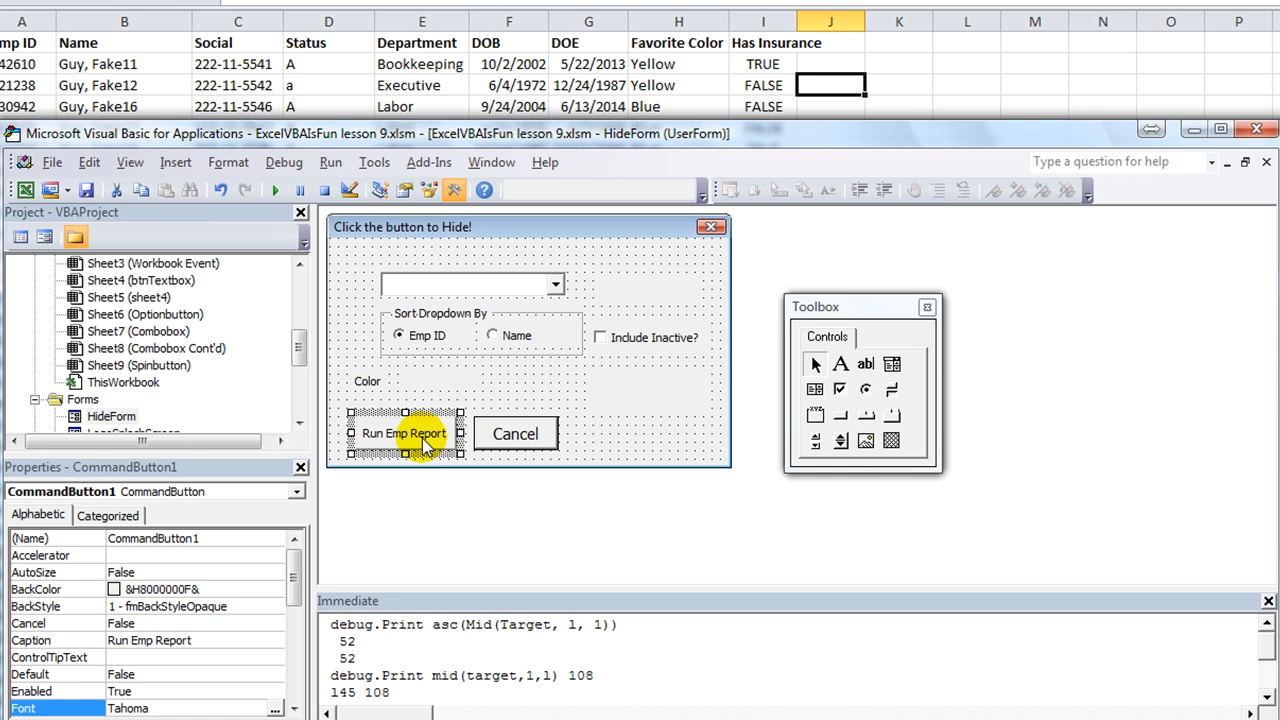 A B C D E F G H I J K L M N O P
mp ID Name Social Status Department DOB DOE Favorite Color Has Insurance
42610 Guy, Fake11 222-11-5541 A Bookkeeping 10/2/2002 5/22/2013 Yellow TRUE
21238 Guy, Fake12 222-11-5542 a Executive 6/4/1972 12/24/1987 Yellow FALSE
30942 Guy, Fake16 222-11-5546 A Labor 9/24/2004 6/13/2014 Blue FALSE
Microsoft Visual Basic for Applications - ExcelVBAIsFun lesson 9.xlsm - [ExcelVBAIsFun lesson 9.xlsm - HideForm (UserForm)]
File Edit View Insert Format Debug Run Tools Add-Ins Window Help Type a question for help
Project - VBAProject
Sheet3 (Workbook Event)
Sheet4 (btnTextbox)
Sheet5 (sheet4)
Sheet6 (Optionbutton)
Sheet7 (Combobox)
Sheet8 (Combobox Cont'd)
Sheet9 (Spinbutton)
ThisWorkbook
Forms
HideForm
Click the button to Hide!
Sort Dropdown By
Emp ID Name Include Inactive?
Color
Run Emp Report Cancel
Toolbox
Controls
Properties - CommandButton1
CommandButton1 CommandButton
Alphabetic Categorized
(Name) CommandButton1
Accelerator
AutoSize False
BackColor &H8000000F&
BackStyle 1 - fmBackStyleOpaque
Cancel False
Caption Run Emp Report
ControlTipText
Default False
Enabled True
Font Tahoma ...
Immediate
debug.Print asc(Mid(Target, l, 1))
52
52
debug.Print mid(target,1,l) 108
145 108